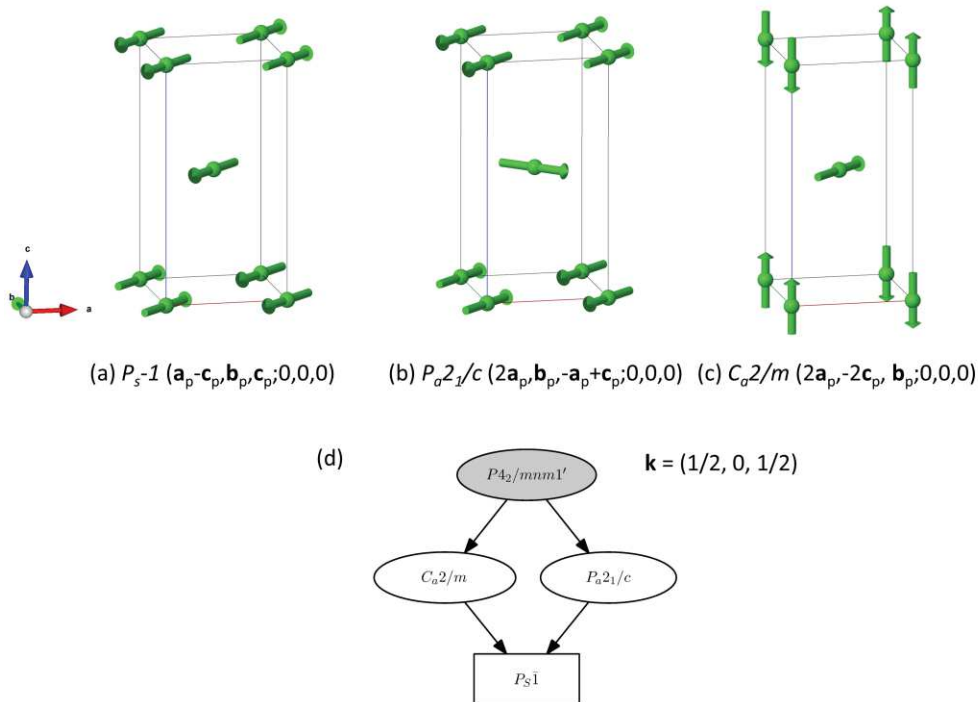 c
b
a
(a) Pₛ-1 (aₚ-cₚ,bₚ,cₚ;0,0,0)
(b) Pₐ2₁/c (2aₚ,bₚ,-aₚ+cₚ;0,0,0)
(c) Cₐ2/m (2aₚ,-2cₚ, bₚ;0,0,0)
(d)
k = (1/2, 0, 1/2)
P4₂/mnm1′
Cₐ2/m
Pₐ2₁/c
P_S1̄